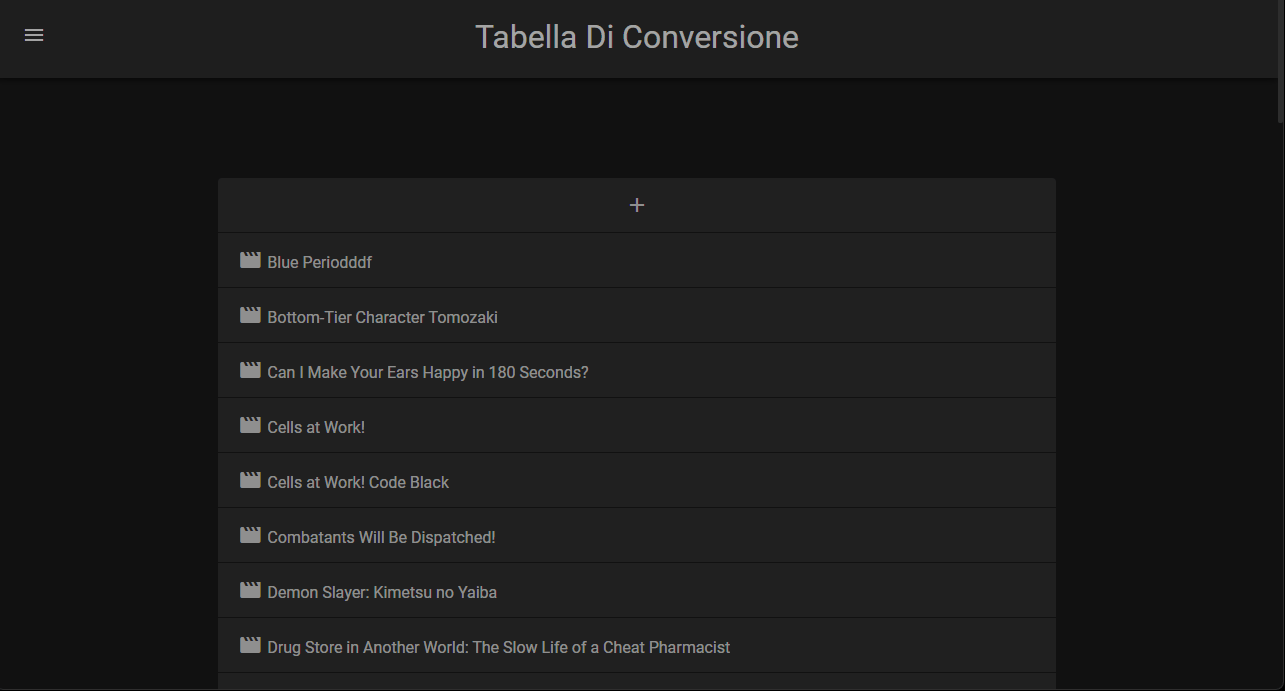 Tabella Di Conversione
+
Blue Periodddf
Bottom-Tier Character Tomozaki
Can I Make Your Ears Happy in 180 Seconds?
Cells at Work!
Cells at Work! Code Black
Combatants Will Be Dispatched!
Demon Slayer: Kimetsu no Yaiba
Drug Store in Another World: The Slow Life of a Cheat Pharmacist